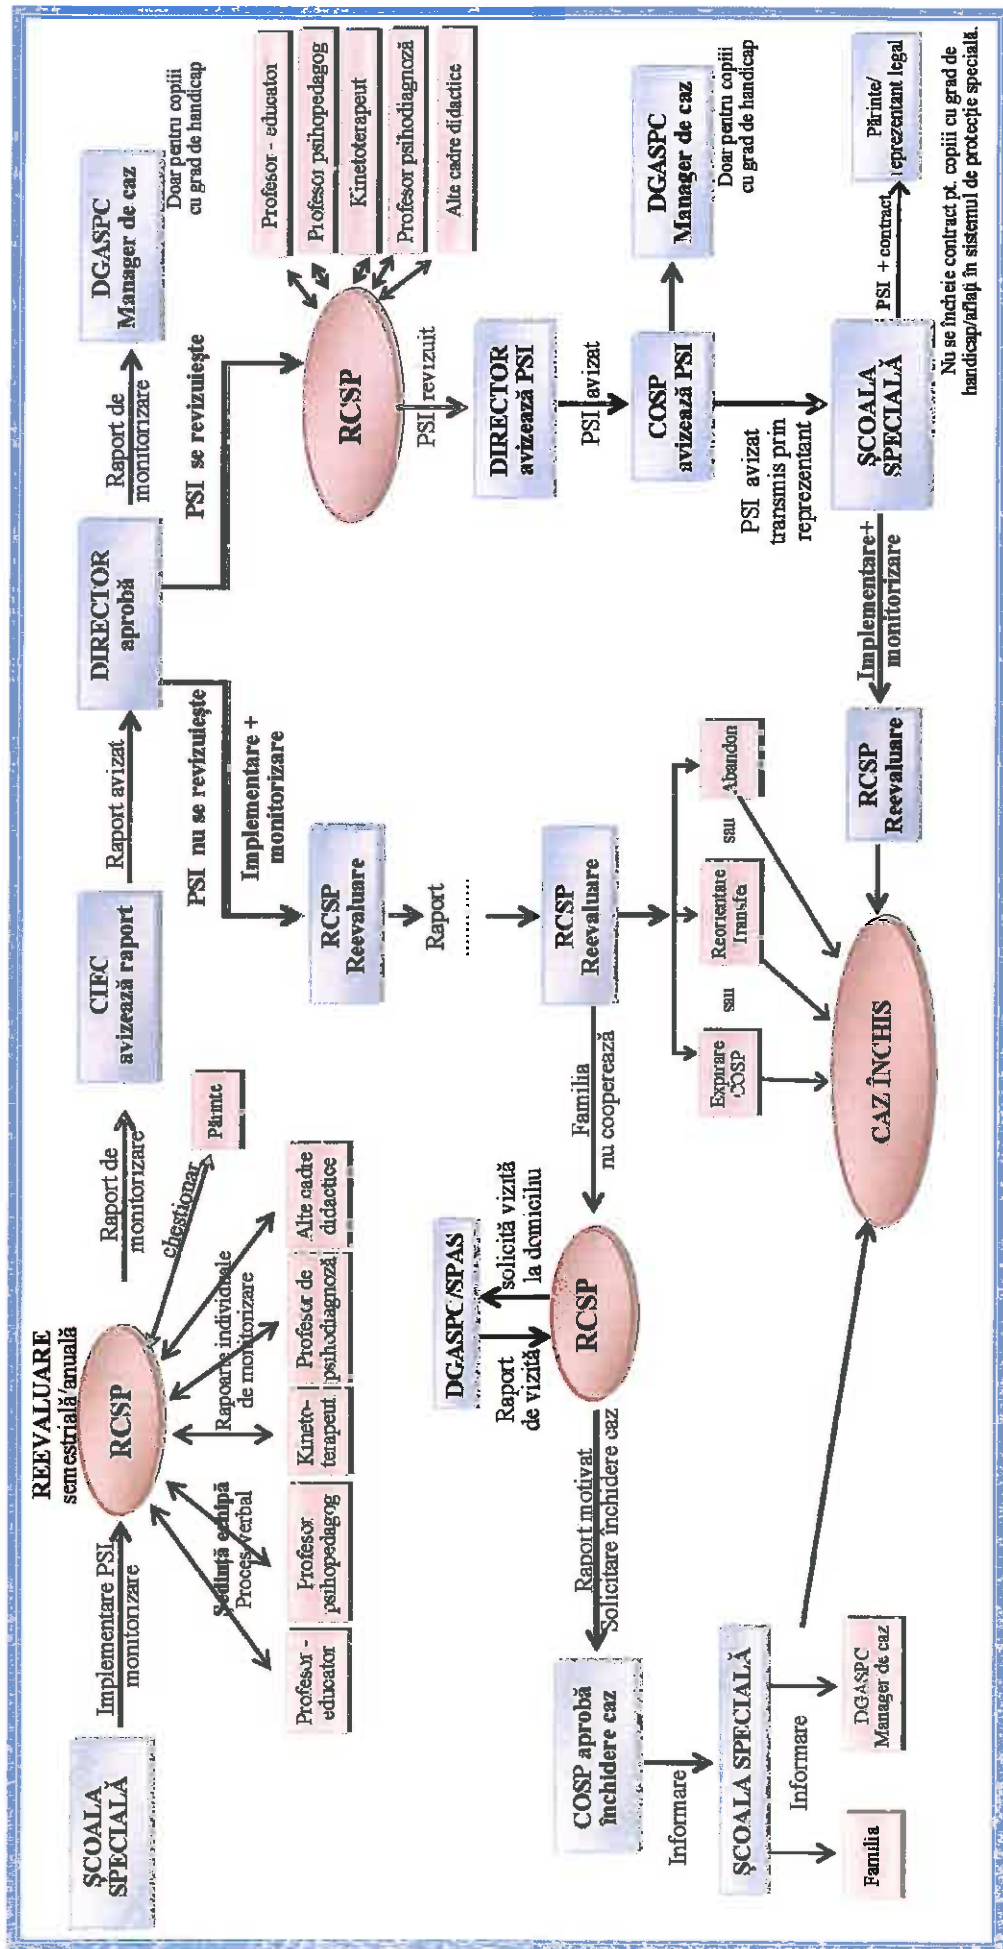 REEVALUARE
semestrială/anuală
ȘCOALA
SPECIALĂ
Implementare PSI
monitorizare
RCSP
Raport de
monitorizare
CIEC
avizează raport
Raport avizat
DIRECTOR
aprobă
Raport de
monitorizare
DGASPC
Manager de caz
Doar pentru copiii
cu grad de handicap
chestionar
Părinte
Ședință echipă
Proces verbal
Rapoarte individuale
de monitorizare
Profesor -
educator
Profesor
psihopedagog
Kineto-
terapeut
Profesor de
psihodiagnoză
Alte cadre
didactice
PSI nu se revizuiește
Implementare +
monitorizare
PSI se revizuiește
RCSP
Profesor - educator
Profesor psihopedagog
Kinetoterapeut
Profesor psihodiagnoză
Alte cadre didactice
PSI revizuit
DIRECTOR
avizează PSI
PSI avizat
COSP
avizează PSI
DGASPC
Manager de caz
Doar pentru copiii
cu grad de handicap
PSI avizat
transmis prin
reprezentant
ȘCOALA
SPECIALĂ
PSI + contract
Părinte/
reprezentant legal
Nu se încheie contract pt. copiii cu grad de
handicap/aflați în sistemul de protecție specială.
Implementare+
monitorizare
RCSP
Reevaluare
RCSP
Reevaluare
Raport
.........
RCSP
Reevaluare
Familia
nu cooperează
DGASPC/SPAS
Raport
de vizită
solicită vizită
la domiciliu
RCSP
Raport motivat
Solicitare închidere caz
COSP aprobă
închidere caz
Informare
ȘCOALA SPECIALĂ
Informare
Familia
DGASPC
Manager de caz
Expirare
COSP
sau
Reorientare
Transfer
sau
Abandon
CAZ ÎNCHIS